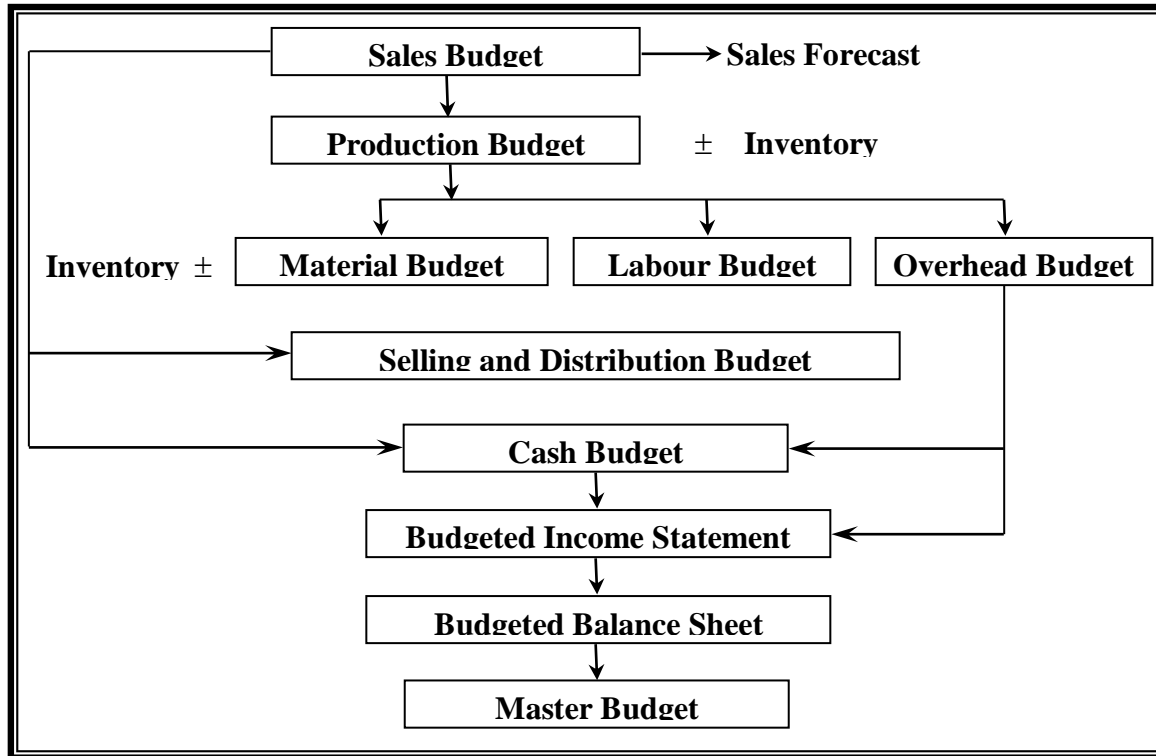 Sales Budget Sales Forecast
Production Budget ± Inventory
Inventory ± Material Budget Labour Budget Overhead Budget
Selling and Distribution Budget
Cash Budget
Budgeted Income Statement
Budgeted Balance Sheet
Master Budget